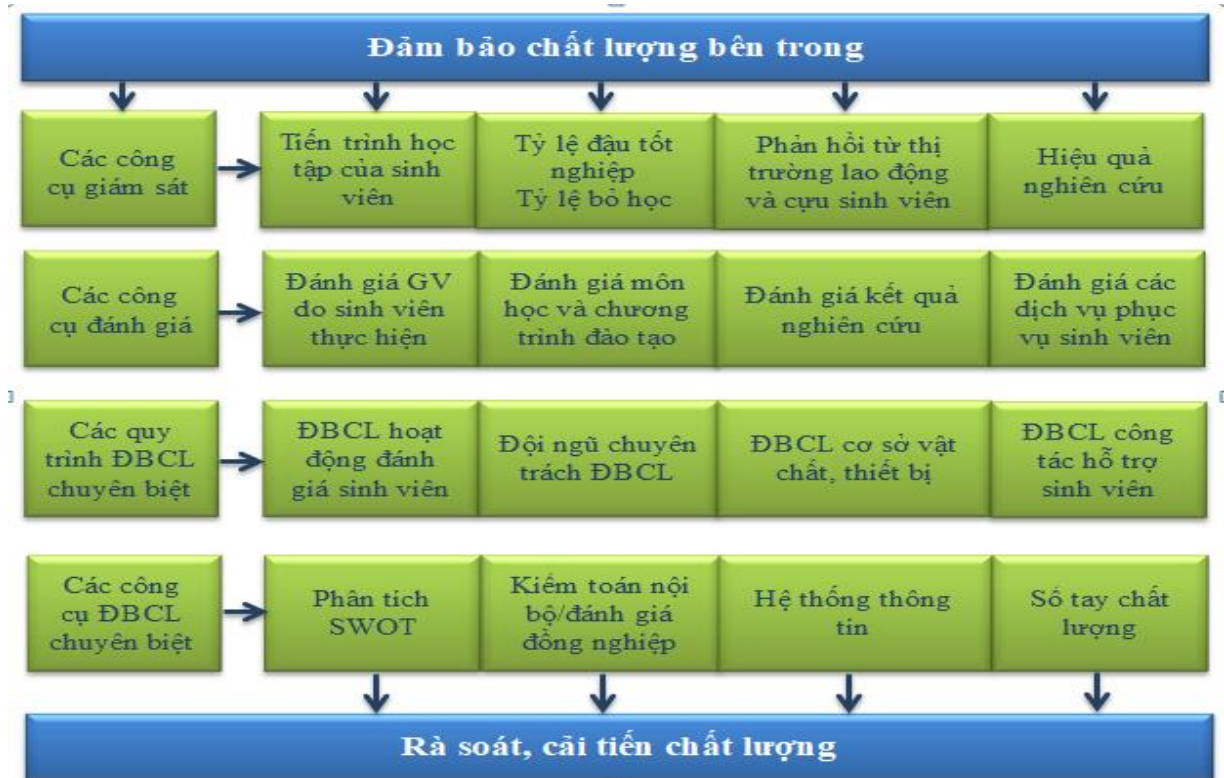 Đảm bảo chất lượng bên trong
Các công
cụ giám sát
Tiến trình học
tập của sinh
viên
Tỷ lệ đậu tốt
nghiệp
Tỷ lệ bỏ học
Phản hồi từ thị
trường lao động
và cựu sinh viên
Hiệu quả
nghiên cứu
Các công
cụ đánh giá
Đánh giá GV
do sinh viên
thực hiện
Đánh giá môn
học và chương
trình đào tạo
Đánh giá kết quả
nghiên cứu
Đánh giá các
dịch vụ phục
vụ sinh viên
Các quy
trình ĐBCL
chuyên biệt
ĐBCL hoạt
động đánh
giá sinh viên
Đội ngũ chuyên
trách ĐBCL
ĐBCL cơ sở vật
chất, thiết bị
ĐBCL công
tác hỗ trợ
sinh viên
Các công
cụ ĐBCL
chuyên biệt
Phân tích
SWOT
Kiểm toán nội
bộ/đánh giá
đồng nghiệp
Hệ thống thông
tin
Sổ tay chất
lượng
Rà soát, cải tiến chất lượng